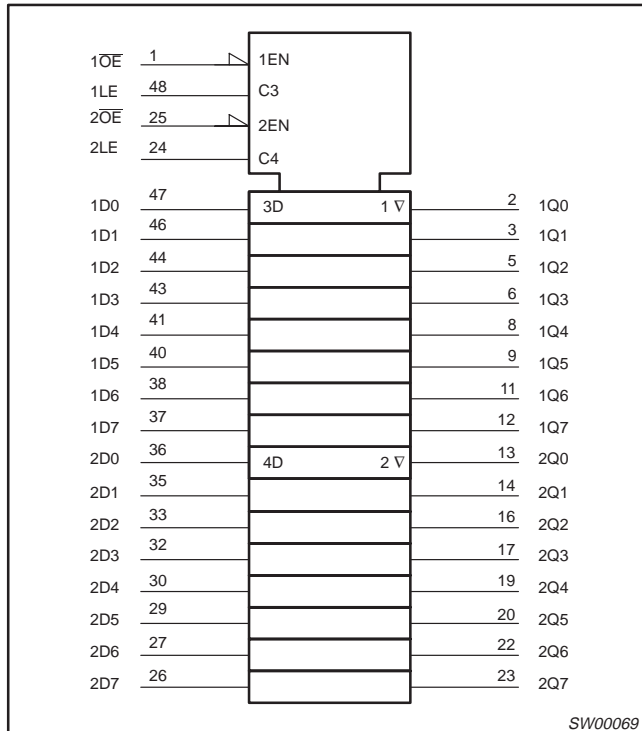 1O̅E̅ 1 1EN
1LE 48 C3
2O̅E̅ 25 2EN
2LE 24 C4
1D0 47 3D 1 ∇ 2 1Q0
1D1 46 3 1Q1
1D2 44 5 1Q2
1D3 43 6 1Q3
1D4 41 8 1Q4
1D5 40 9 1Q5
1D6 38 11 1Q6
1D7 37 12 1Q7
2D0 36 4D 2 ∇ 13 2Q0
2D1 35 14 2Q1
2D2 33 16 2Q2
2D3 32 17 2Q3
2D4 30 19 2Q4
2D5 29 20 2Q5
2D6 27 22 2Q6
2D7 26 23 2Q7
SW00069